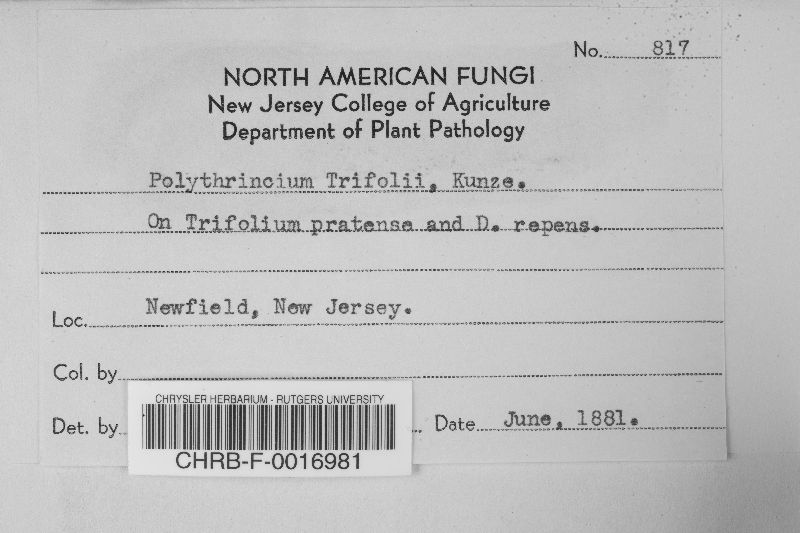 No. 817
NORTH AMERICAN FUNGI
New Jersey College of Agriculture
Department of Plant Pathology
Polythrincium Trifolii, Kunze.
On Trifolium pratense and D. repens.
Loc. Newfield, New Jersey.
Col. by
Det. by
Date June, 1881.
CHRYSLER HERBARIUM - RUTGERS UNIVERSITY
CHRB-F-0016981